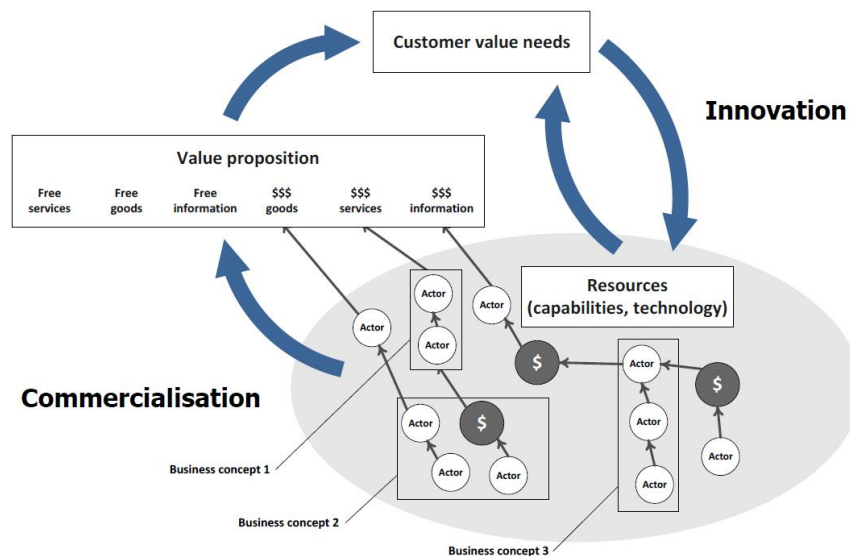 Customer value needs
Innovation
Value proposition
Free services
Free goods
Free information
$$$ goods
$$$ services
$$$ information
Resources
(capabilities, technology)
Actor
Actor
Actor
Actor
$
Actor
$
Actor
$
Actor
Actor
Actor
Actor
Actor
Commercialisation
Business concept 1
Business concept 2
Business concept 3